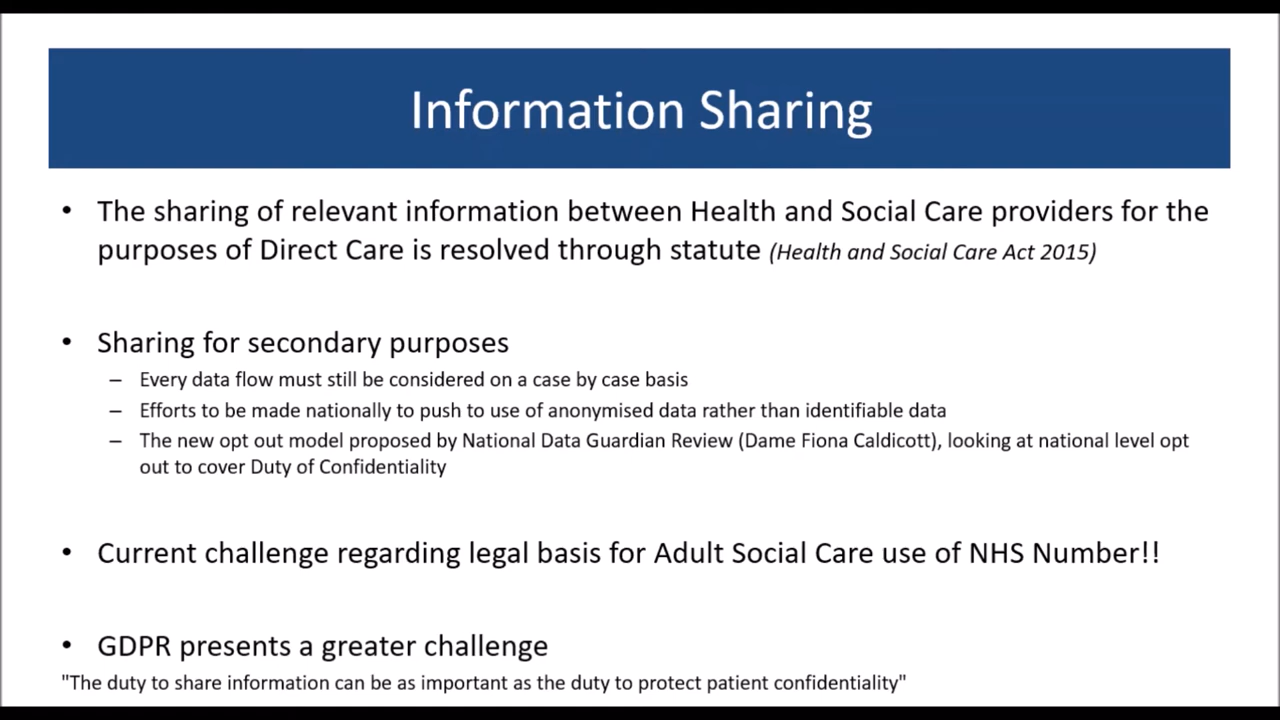 Information Sharing
• The sharing of relevant information between Health and Social Care providers for the
purposes of Direct Care is resolved through statute (Health and Social Care Act 2015)
• Sharing for secondary purposes
– Every data flow must still be considered on a case by case basis
– Efforts to be made nationally to push to use of anonymised data rather than identifiable data
– The new opt out model proposed by National Data Guardian Review (Dame Fiona Caldicott), looking at national level opt
out to cover Duty of Confidentiality
• Current challenge regarding legal basis for Adult Social Care use of NHS Number!!
• GDPR presents a greater challenge
"The duty to share information can be as important as the duty to protect patient confidentiality"